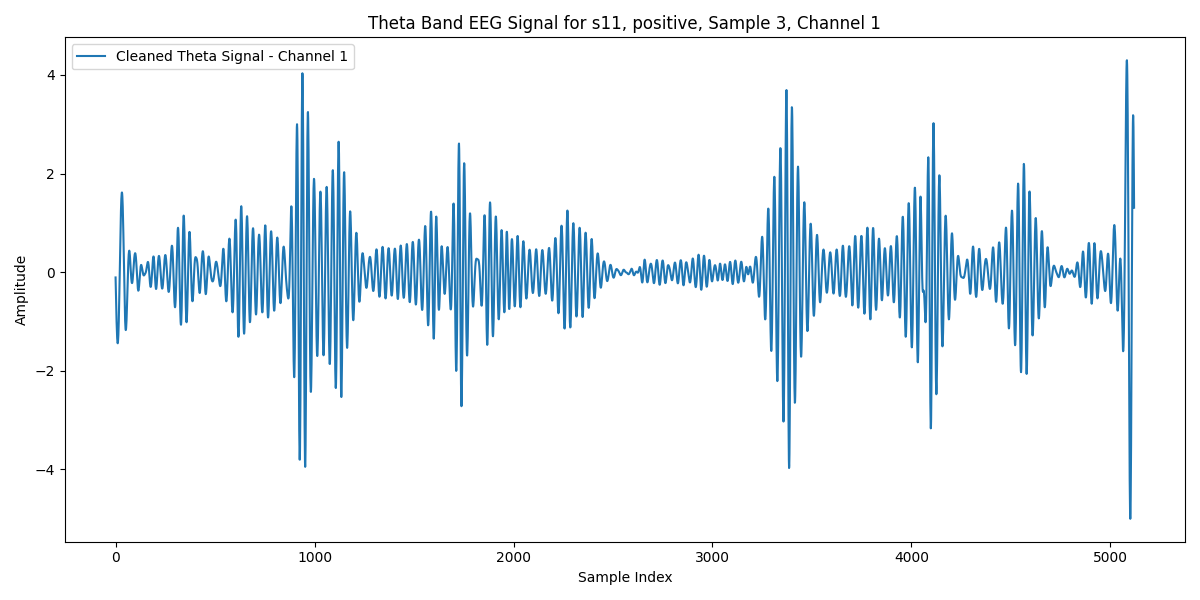 Theta Band EEG Signal for s11, positive, Sample 3, Channel 1
Cleaned Theta Signal - Channel 1
Amplitude
4
2
0
−2
−4
0 1000 2000 3000 4000 5000
Sample Index